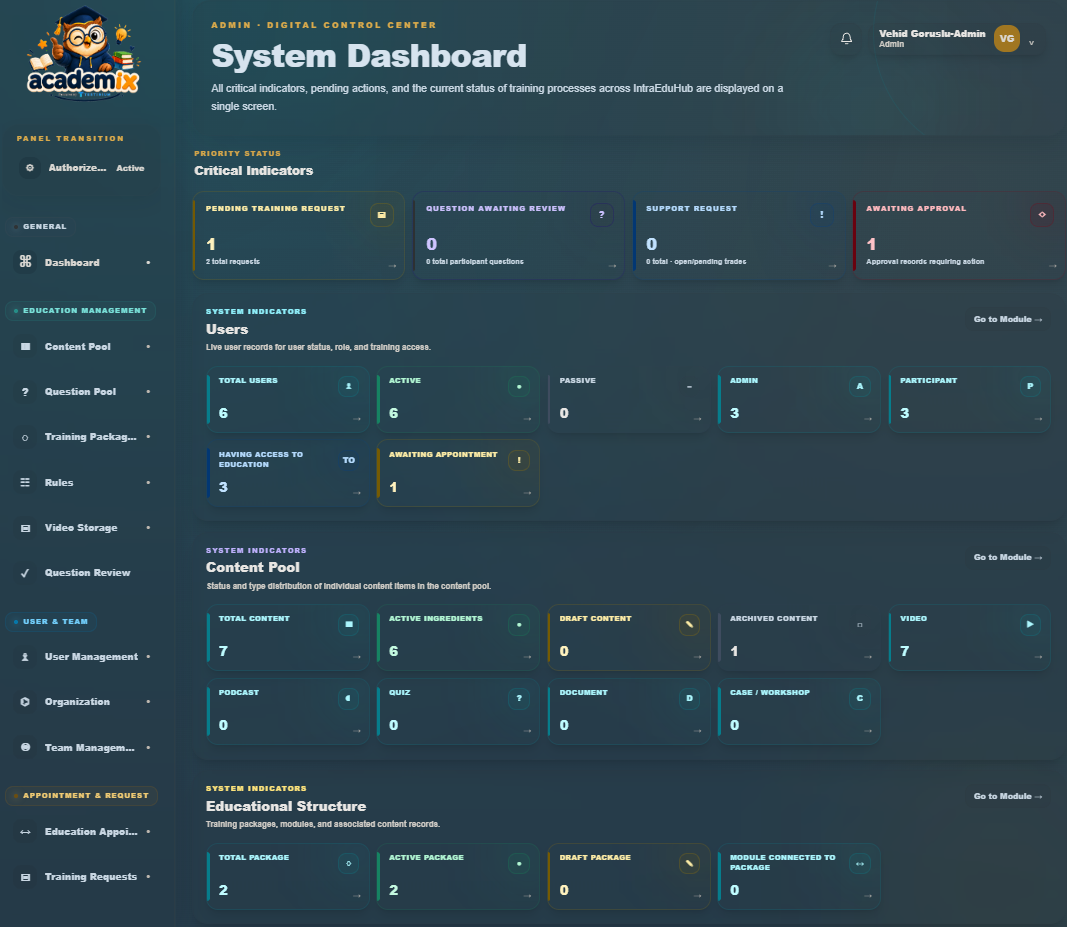 academix
PANEL TRANSITION
Authorize... Active
GENERAL
Dashboard
EDUCATION MANAGEMENT
Content Pool
Question Pool
Training Packag...
Rules
Video Storage
Question Review
USER & TEAM
User Management
Organization
Team Managem...
APPOINTMENT & REQUEST
Education Appoi...
Training Requests
ADMIN - DIGITAL CONTROL CENTER
System Dashboard
All critical indicators, pending actions, and the current status of training processes across IntraEduHub are displayed on a
single screen.
Vehid Goruslu-Admin
Admin
VG
PRIORITY STATUS
Critical Indicators
PENDING TRAINING REQUEST
1
2 total requests
→
QUESTION AWAITING REVIEW
?
0
0 total participant questions
→
SUPPORT REQUEST
!
0
0 total - open/pending trades
→
AWAITING APPROVAL
1
Approval records requiring action
→
SYSTEM INDICATORS
Users
Live user records for user status, role, and training access.
Go to Module →
TOTAL USERS
6
→
ACTIVE
6
→
PASSIVE
–
0
→
ADMIN
A
3
→
PARTICIPANT
P
3
→
HAVING ACCESS TO
EDUCATION
TO
3
→
AWAITING APPOINTMENT
!
1
→
SYSTEM INDICATORS
Content Pool
Status and type distribution of individual content items in the content pool.
Go to Module →
TOTAL CONTENT
7
→
ACTIVE INGREDIENTS
6
→
DRAFT CONTENT
0
→
ARCHIVED CONTENT
1
→
VIDEO
7
→
PODCAST
0
→
QUIZ
?
0
→
DOCUMENT
D
0
→
CASE / WORKSHOP
C
0
→
SYSTEM INDICATORS
Educational Structure
Training packages, modules, and associated content records.
Go to Module →
TOTAL PACKAGE
2
→
ACTIVE PACKAGE
2
→
DRAFT PACKAGE
0
→
MODULE CONNECTED TO
PACKAGE
0
→